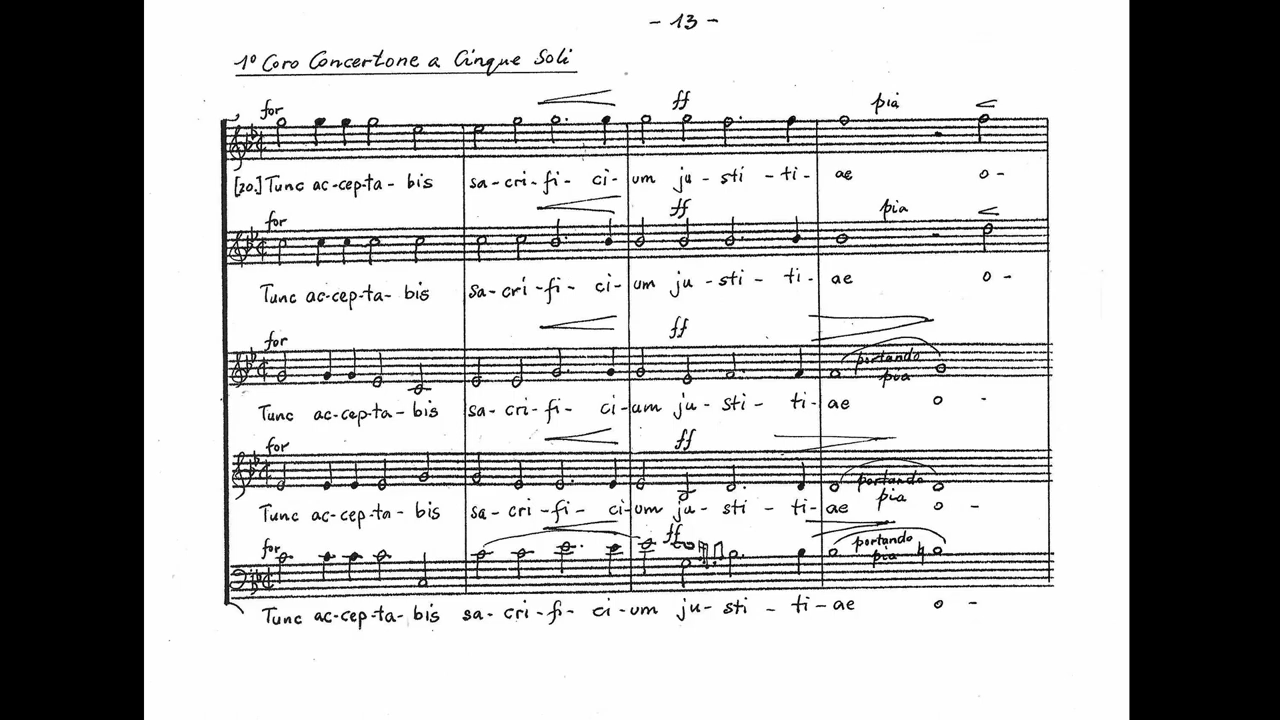 - 13 -
1º Coro Concertone a Cinque Soli
for ff pia
[20.] Tunc ac-cep-ta-bis sa-cri-fi-ci-um ju-sti-ti-ae o-
for ff pia
Tunc ac-cep-ta-bis sa-cri-fi-ci-um ju-sti-ti-ae o-
for ff
portando
pia
Tunc ac-cep-ta-bis sa-cri-fi-ci-um ju-sti-ti-ae o-
for ff
portando
pia
Tunc ac-cep-ta-bis sa-cri-fi-ci-um ju-sti-ti-ae o-
for ff
portando
pia
Tunc ac-cep-ta-bis sa-cri-fi-ci-um ju-sti-ti-ae o-